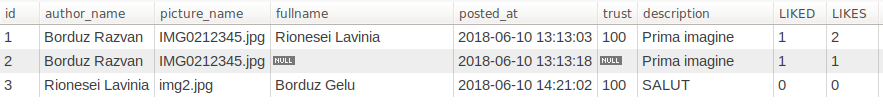 id author_name picture_name fullname posted_at trust description LIKED LIKES
1 Borduz Razvan IMG0212345.jpg Rionesei Lavinia 2018-06-10 13:13:03 100 Prima imagine 1 2
2 Borduz Razvan IMG0212345.jpg NULL 2018-06-10 13:13:18 NULL Prima imagine 1 1
3 Rionesei Lavinia img2.jpg Borduz Gelu 2018-06-10 14:21:02 100 SALUT 0 0